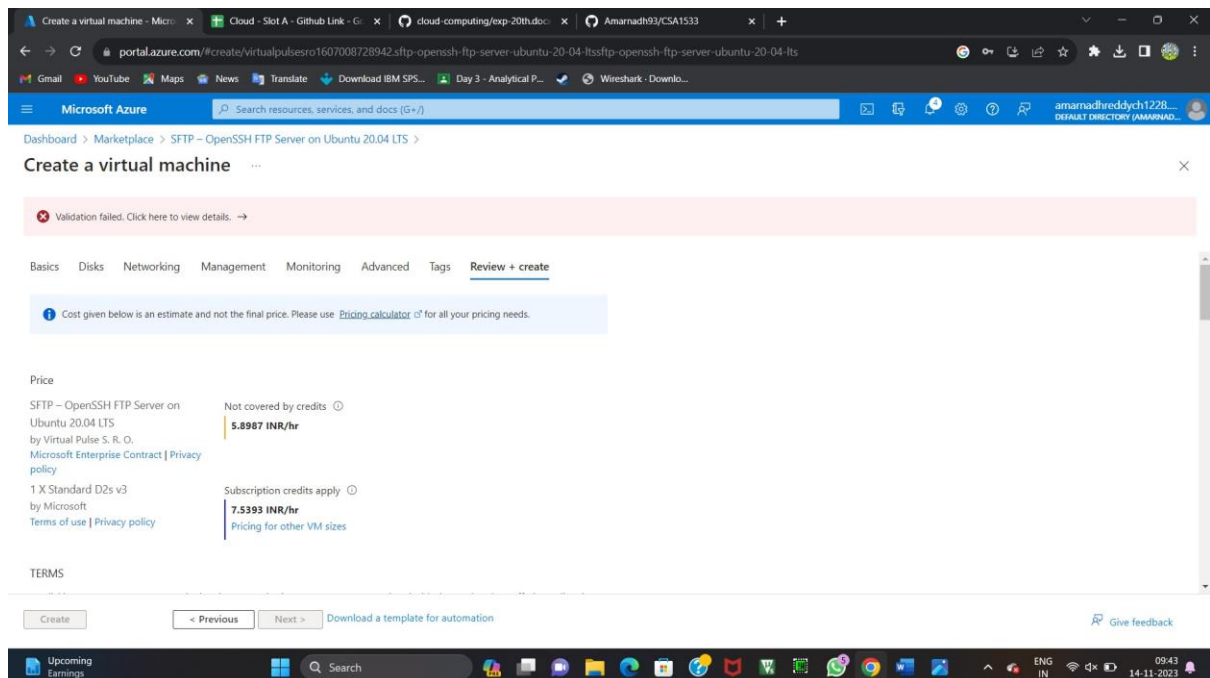 Create a virtual machine - Micro
Cloud - Slot A - Github Link - Go
cloud-computing/exp-20th.doc
Amarnadh93/CSA1533
portal.azure.com/#create/virtualpulsesro1607008728942.sftp-openssh-ftp-server-ubuntu-20-04-ltssftp-openssh-ftp-server-ubuntu-20-04-lts
Gmail YouTube Maps News Translate Download IBM SPS... Day 3 - Analytical P... Wireshark · Downlo...
Microsoft Azure
Search resources, services, and docs (G+/)
4
amarnadhreddych1228....
DEFAULT DIRECTORY (AMARNAD...
Dashboard > Marketplace > SFTP – OpenSSH FTP Server on Ubuntu 20.04 LTS >
Create a virtual machine ...
Validation failed. Click here to view details. →
Basics Disks Networking Management Monitoring Advanced Tags Review + create
Cost given below is an estimate and not the final price. Please use Pricing calculator for all your pricing needs.
Price
SFTP – OpenSSH FTP Server on
Ubuntu 20.04 LTS
by Virtual Pulse S. R. O.
Microsoft Enterprise Contract | Privacy
policy
Not covered by credits
5.8987 INR/hr
1 X Standard D2s v3
by Microsoft
Terms of use | Privacy policy
Subscription credits apply
7.5393 INR/hr
Pricing for other VM sizes
TERMS
Create < Previous Next > Download a template for automation
Give feedback
Upcoming
Earnings
Search
ENG
IN
09:43
14-11-2023